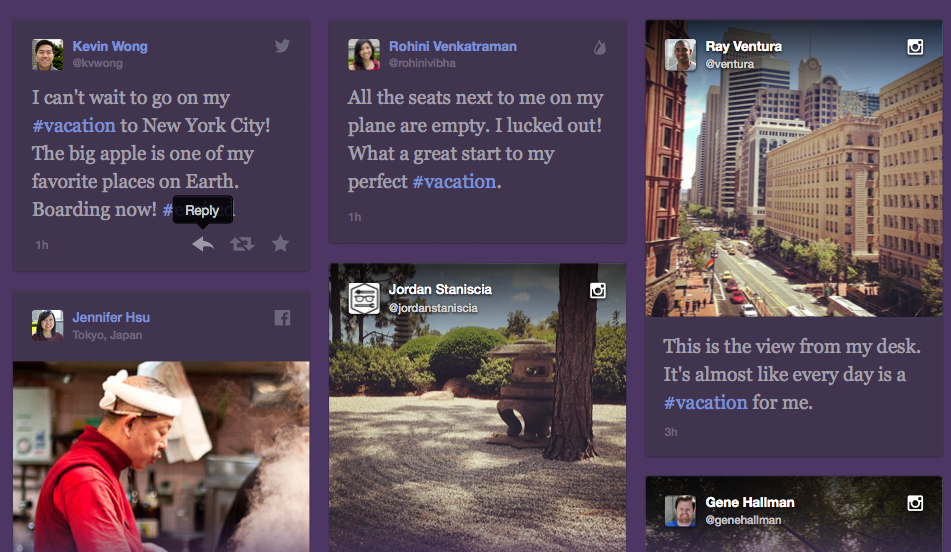 Kevin Wong
@kvwong
I can't wait to go on my
#vacation to New York City!
The big apple is one of my
favorite places on Earth.
Boarding now!
Reply
1h
Jennifer Hsu
Tokyo, Japan
Rohini Venkatraman
@rohinivibha
All the seats next to me on my
plane are empty. I lucked out!
What a great start to my
perfect #vacation.
1h
Jordan Staniscia
@jordanstaniscia
Ray Ventura
@ventura
This is the view from my desk.
It's almost like every day is a
#vacation for me.
3h
Gene Hallman
@genehallman